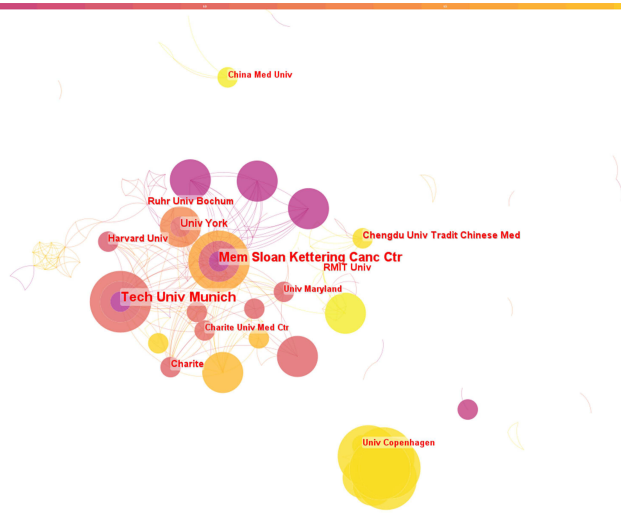 China Med Univ
Ruhr Univ Bochum
Univ York
Harvard Univ
Chengdu Univ Tradit Chinese Med
Mem Sloan Kettering Canc Ctr
RMIT Univ
Univ Maryland
Tech Univ Munich
Charite Univ Med Ctr
Charite
Univ Copenhagen